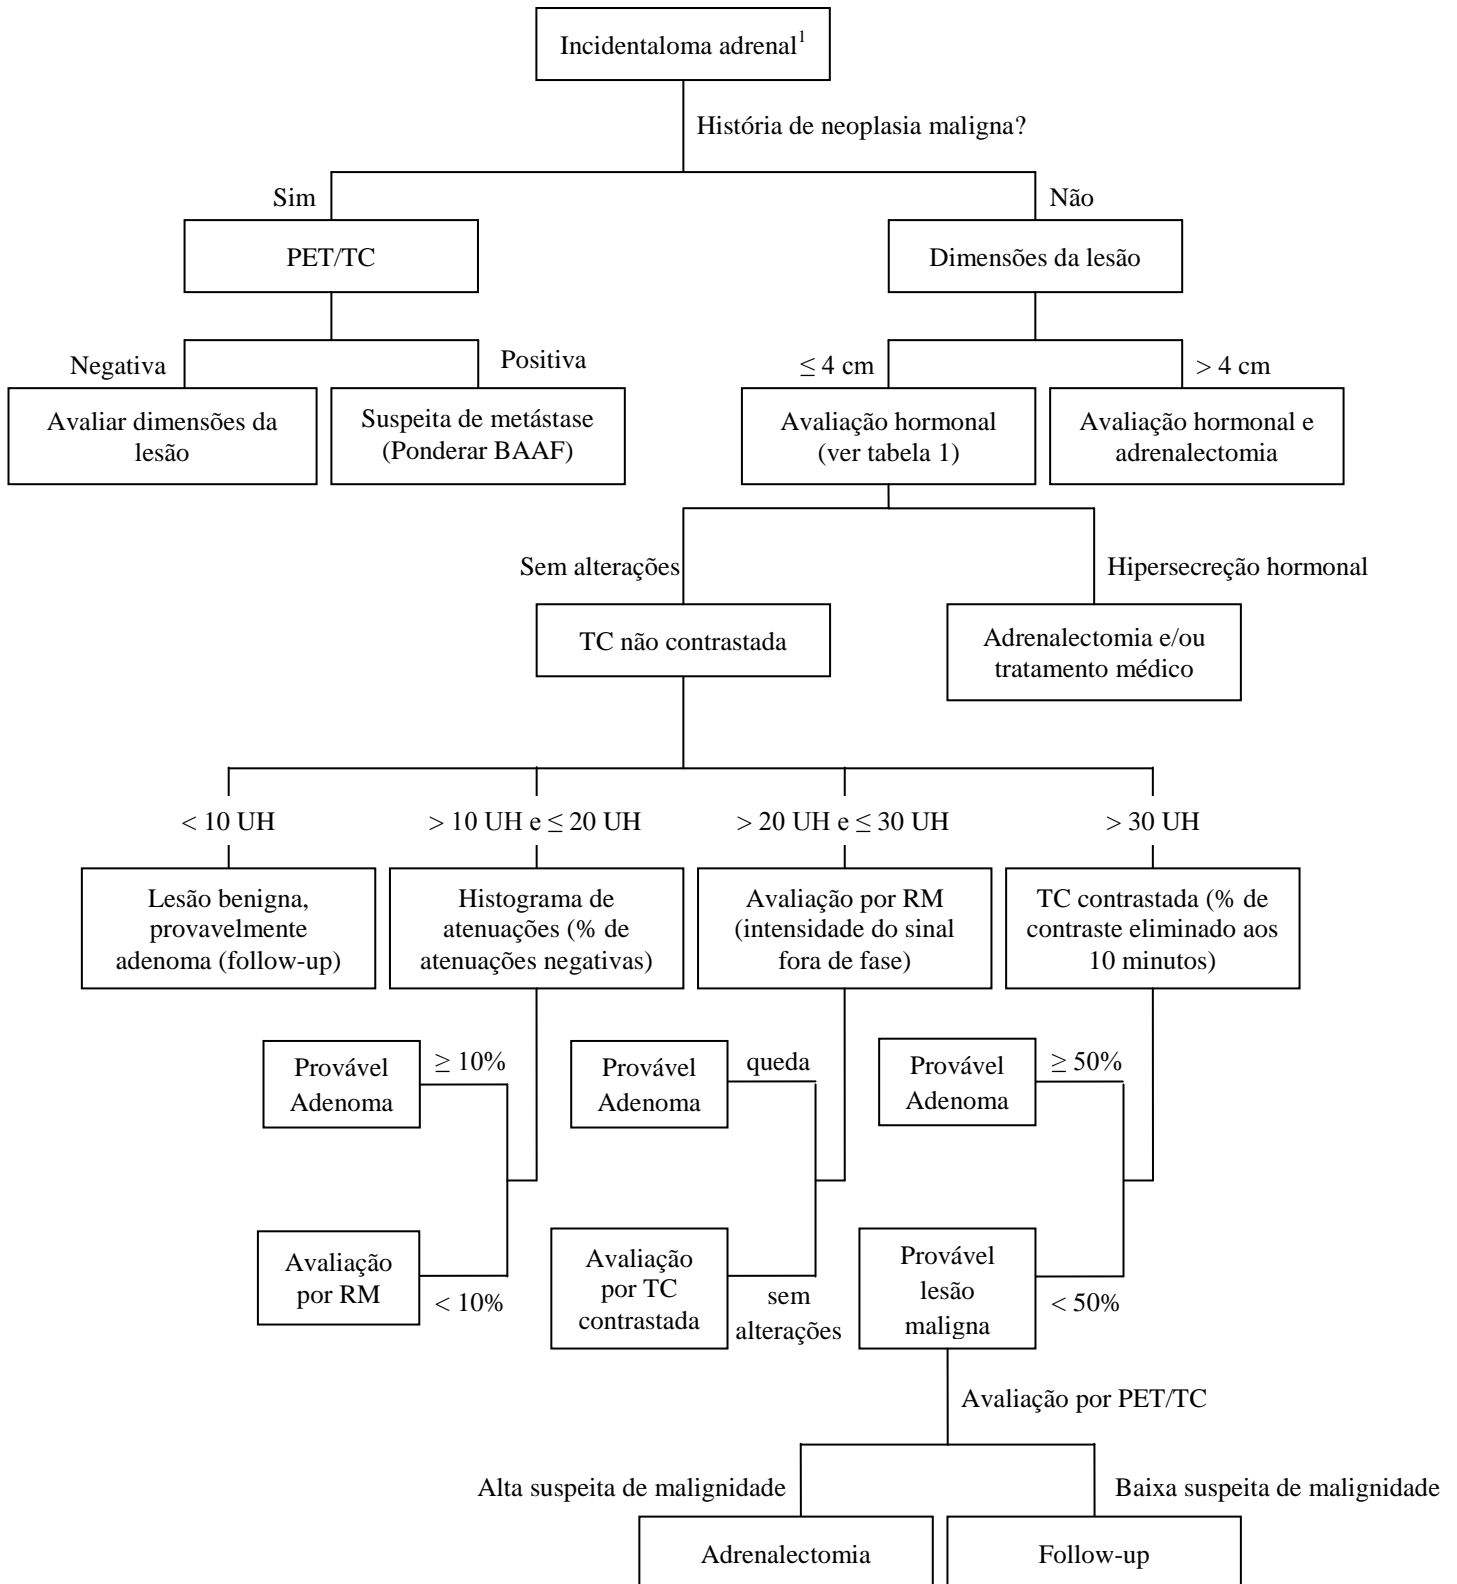 Incidentaloma adrenal1
História de neoplasia maligna?
Sim
Não
PET/TC
Dimensões da lesão
Negativa
Positiva
≤ 4 cm
> 4 cm
Avaliar dimensões da
lesão
Suspeita de metástase
(Ponderar BAAF)
Avaliação hormonal
(ver tabela 1)
Avaliação hormonal e
adrenalectomia
Sem alterações
Hipersecreção hormonal
TC não contrastada
Adrenalectomia e/ou
tratamento médico
< 10 UH
> 10 UH e ≤ 20 UH
> 20 UH e ≤ 30 UH
> 30 UH
Lesão benigna,
provavelmente
adenoma (follow-up)
Histograma de
atenuações (% de
atenuações negativas)
Avaliação por RM
(intensidade do sinal
fora de fase)
TC contrastada (% de
contraste eliminado aos
10 minutos)
Provável
Adenoma
≥ 10%
Provável
Adenoma
queda
Provável
Adenoma
≥ 50%
Avaliação
por RM
< 10%
Avaliação
por TC
contrastada
sem
alterações
Provável
lesão
maligna
< 50%
Avaliação por PET/TC
Alta suspeita de malignidade
Baixa suspeita de malignidade
Adrenalectomia
Follow-up